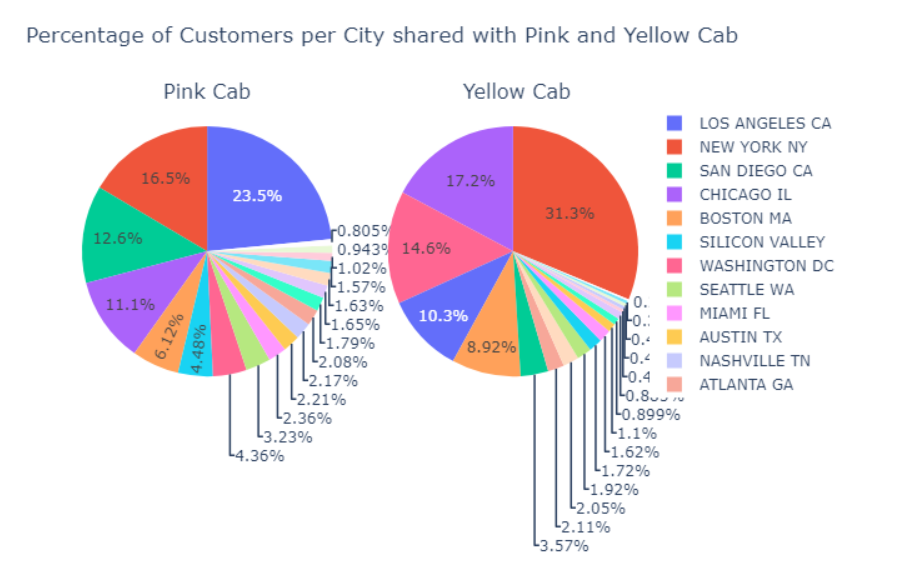 Percentage of Customers per City shared with Pink and Yellow Cab
Pink Cab
Yellow Cab
23.5%
16.5%
12.6%
11.1%
6.12%
4.48%
4.36%
3.23%
2.36%
2.21%
2.17%
2.08%
1.79%
1.65%
1.63%
1.57%
1.02%
0.943%
0.805%
31.3%
17.2%
14.6%
10.3%
8.92%
3.57%
2.11%
2.05%
1.92%
1.72%
1.62%
1.1%
0.899%
LOS ANGELES CA
NEW YORK NY
SAN DIEGO CA
CHICAGO IL
BOSTON MA
SILICON VALLEY
WASHINGTON DC
SEATTLE WA
MIAMI FL
AUSTIN TX
NASHVILLE TN
ATLANTA GA